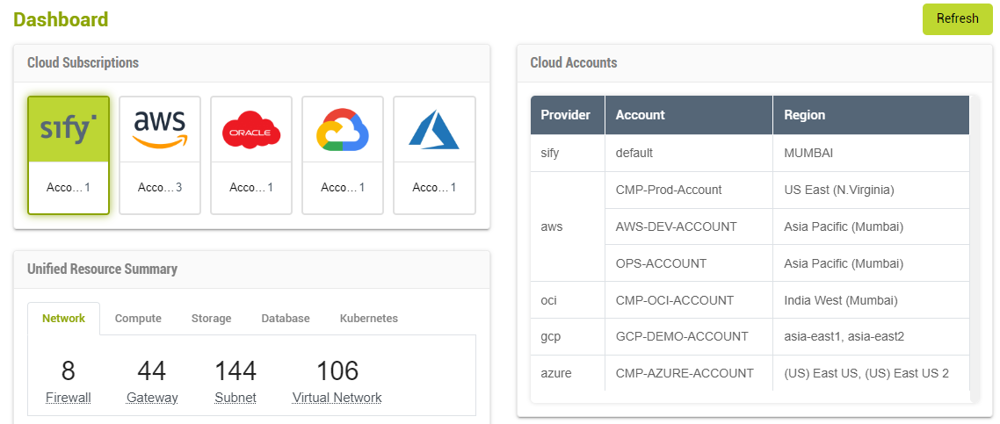 Dashboard
Refresh
Cloud Subscriptions
sify
aws
ORACLE
Acco... 1
Acco... 3
Acco... 1
Acco... 1
Acco... 1
Unified Resource Summary
Network Compute Storage Database Kubernetes
8 44 144 106
Firewall Gateway Subnet Virtual Network
Cloud Accounts
Provider Account Region
sify default MUMBAI
aws
CMP-Prod-Account US East (N.Virginia)
AWS-DEV-ACCOUNT Asia Pacific (Mumbai)
OPS-ACCOUNT Asia Pacific (Mumbai)
oci CMP-OCI-ACCOUNT India West (Mumbai)
gcp GCP-DEMO-ACCOUNT asia-east1, asia-east2
azure CMP-AZURE-ACCOUNT (US) East US, (US) East US 2